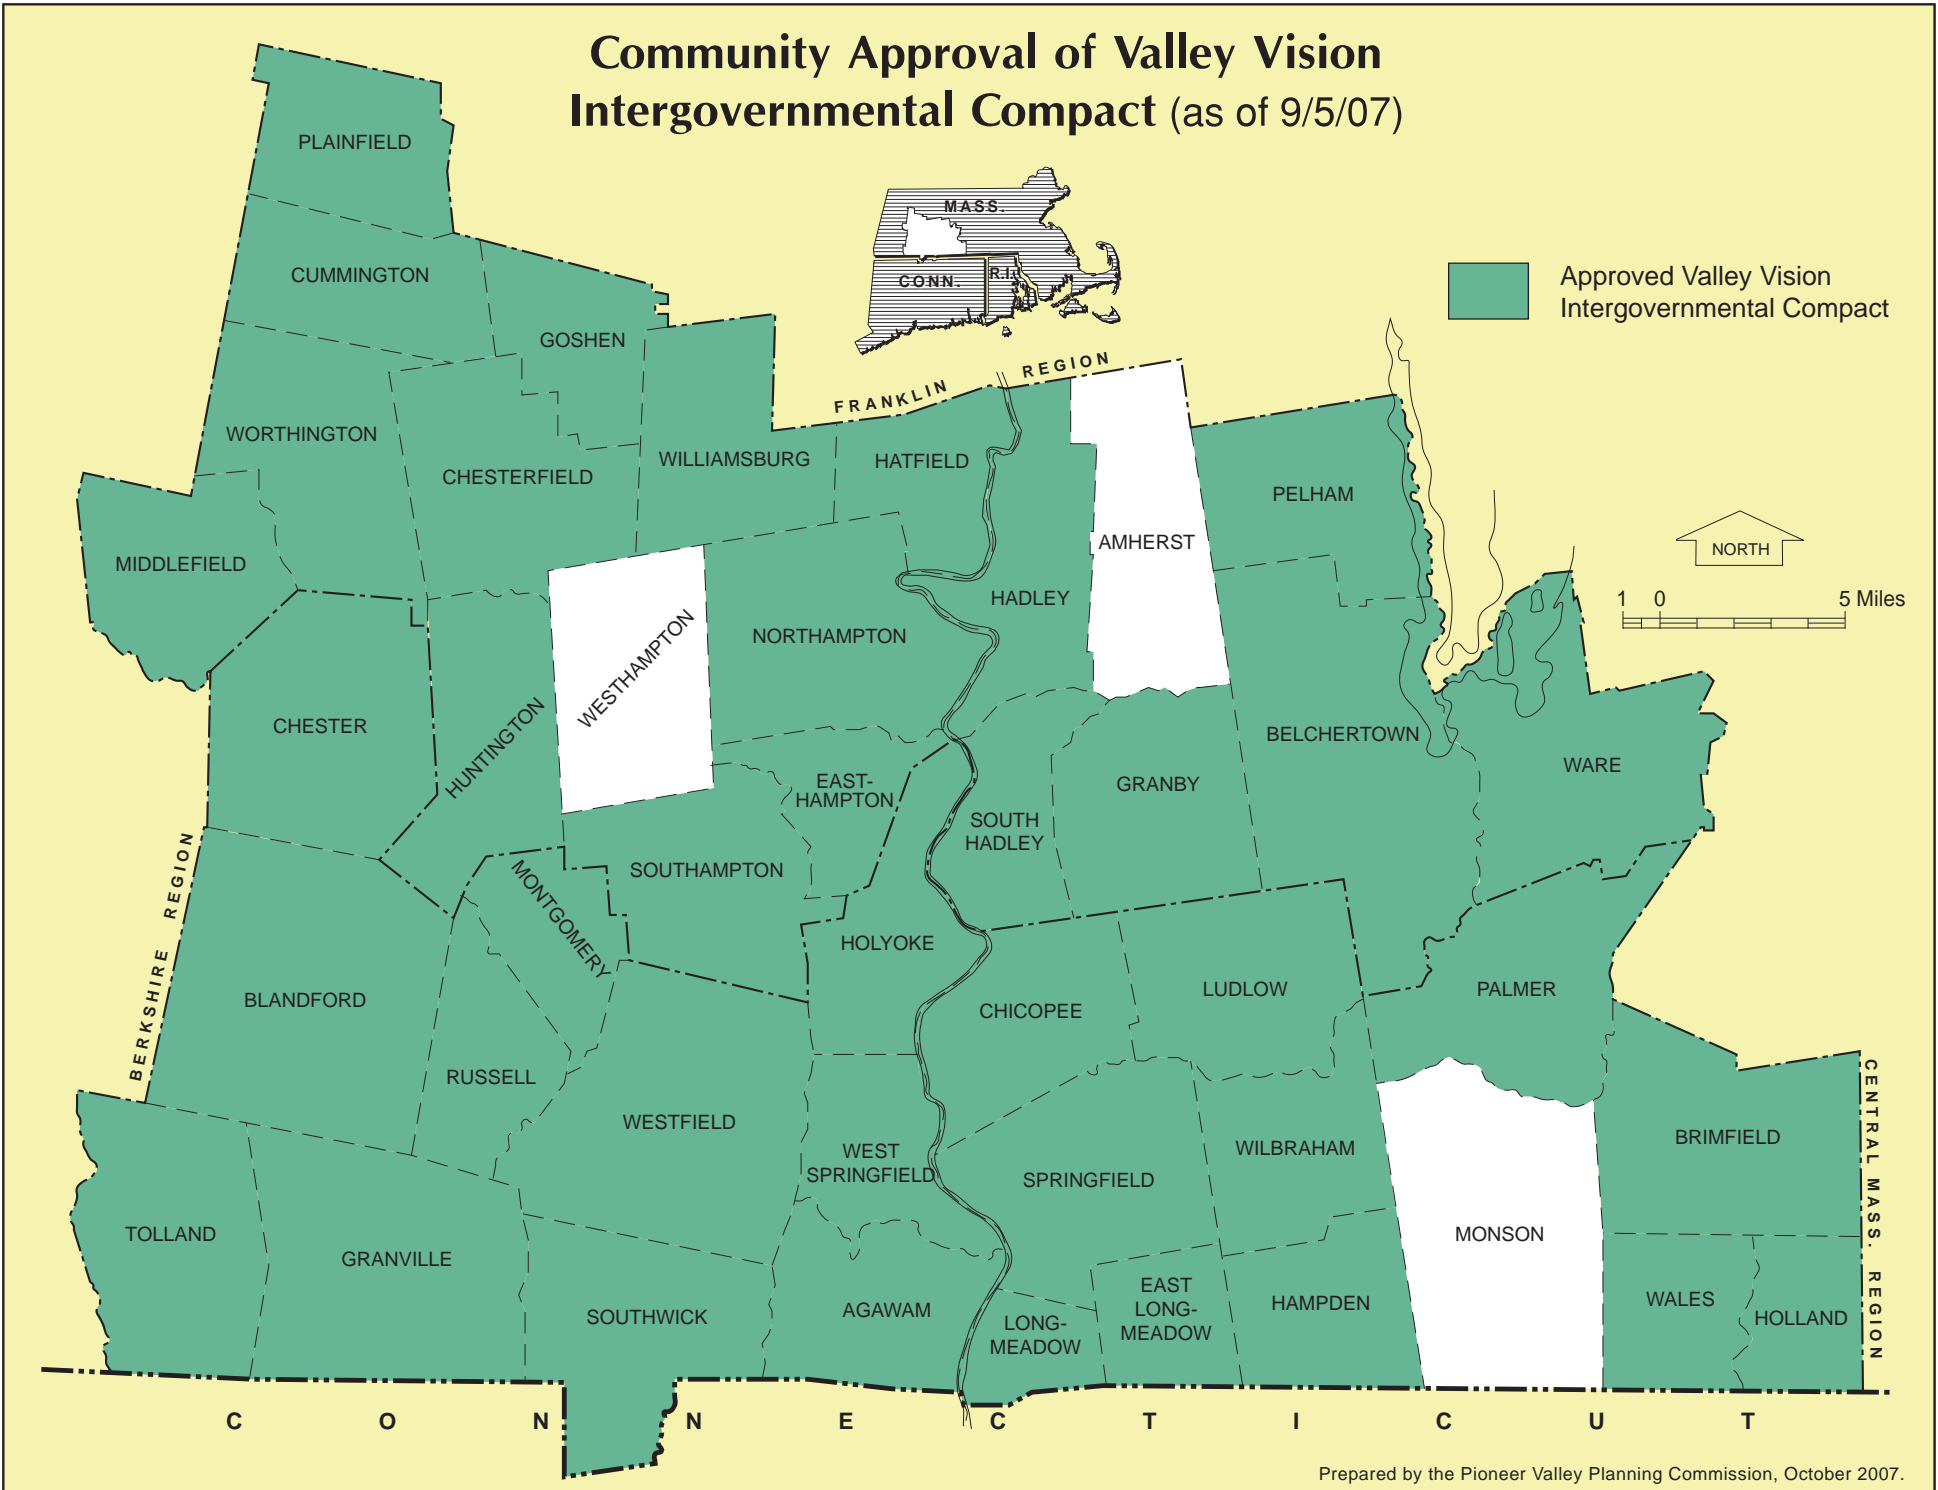 Community Approval of Valley Vision
Intergovernmental Compact (as of 9/5/07)
PLAINFIELD
MASS.
CONN.
R.I.
CUMMINGTON
Approved Valley Vision
Intergovernmental Compact
GOSHEN
FRANKLIN REGION
WORTHINGTON
CHESTERFIELD
WILLIAMSBURG
HATFIELD
PELHAM
AMHERST
NORTH
MIDDLEFIELD
HADLEY
1 0 5 Miles
NORTHAMPTON
WESTHAMPTON
CHESTER
HUNTINGTON
BELCHERTOWN
WARE
EAST-
HAMPTON
GRANBY
SOUTH
HADLEY
BERKSHIRE REGION
SOUTHAMPTON
MONTGOMERY
HOLYOKE
BLANDFORD
CHICOPEE
LUDLOW
PALMER
RUSSELL
WESTFIELD
WEST
SPRINGFIELD
SPRINGFIELD
WILBRAHAM
BRIMFIELD
CENTRAL MASS. REGION
TOLLAND
GRANVILLE
MONSON
SOUTHWICK
AGAWAM
LONG-
MEADOW
EAST
LONG-
MEADOW
HAMPDEN
WALES
HOLLAND
CONNECTICUT
Prepared by the Pioneer Valley Planning Commission, October 2007.